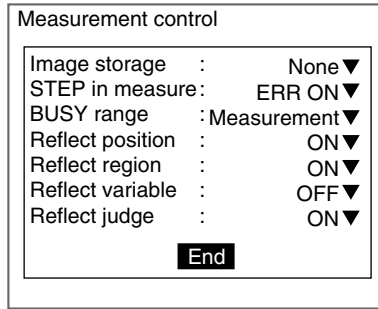 Measurement control
Image storage : None▼
STEP in measure: ERR ON▼
BUSY range : Measurement▼
Reflect position : ON▼
Reflect region : ON▼
Reflect variable : OFF▼
Reflect judge : ON▼
End